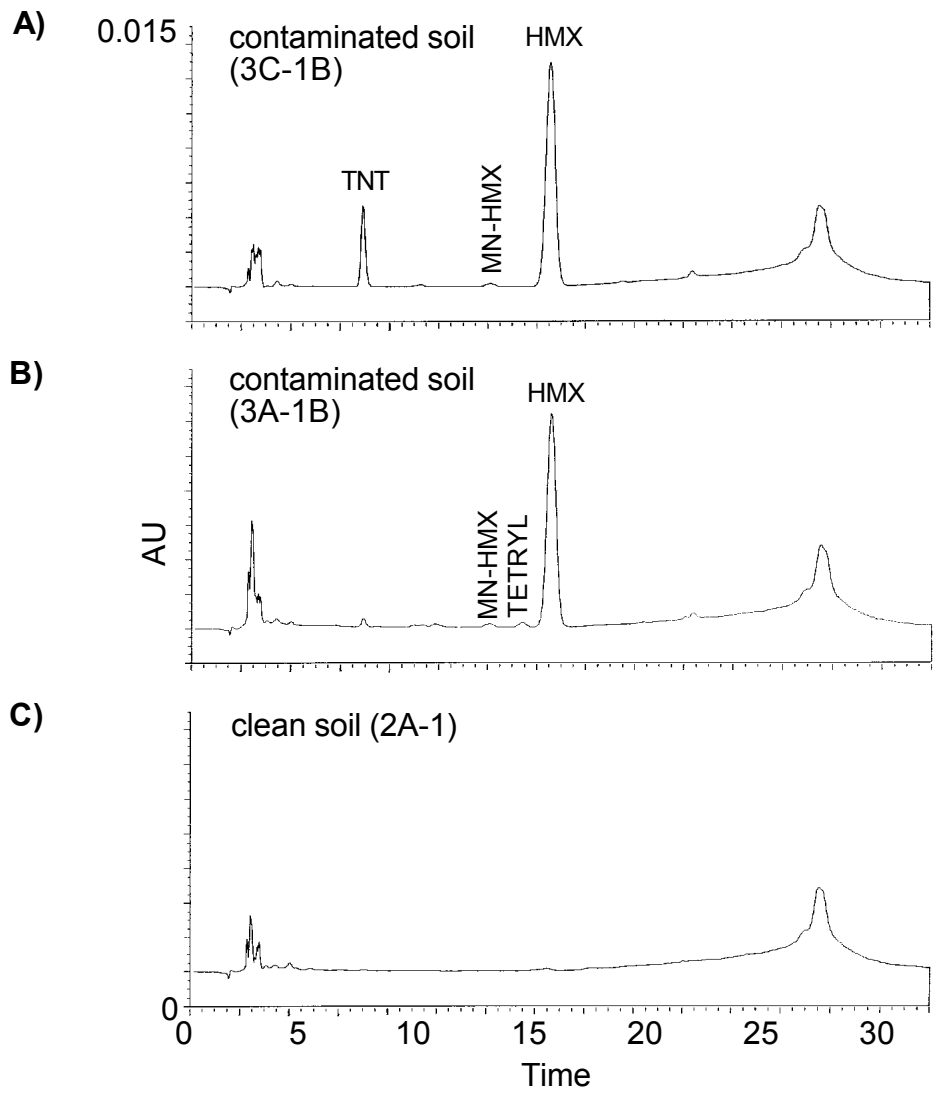 A)
0.015
contaminated soil
(3C-1B)
TNT
MN-HMX
HMX
B)
contaminated soil
(3A-1B)
MN-HMX
TETRYL
HMX
AU
C)
clean soil (2A-1)
0
0 5 10 15 20 25 30
Time